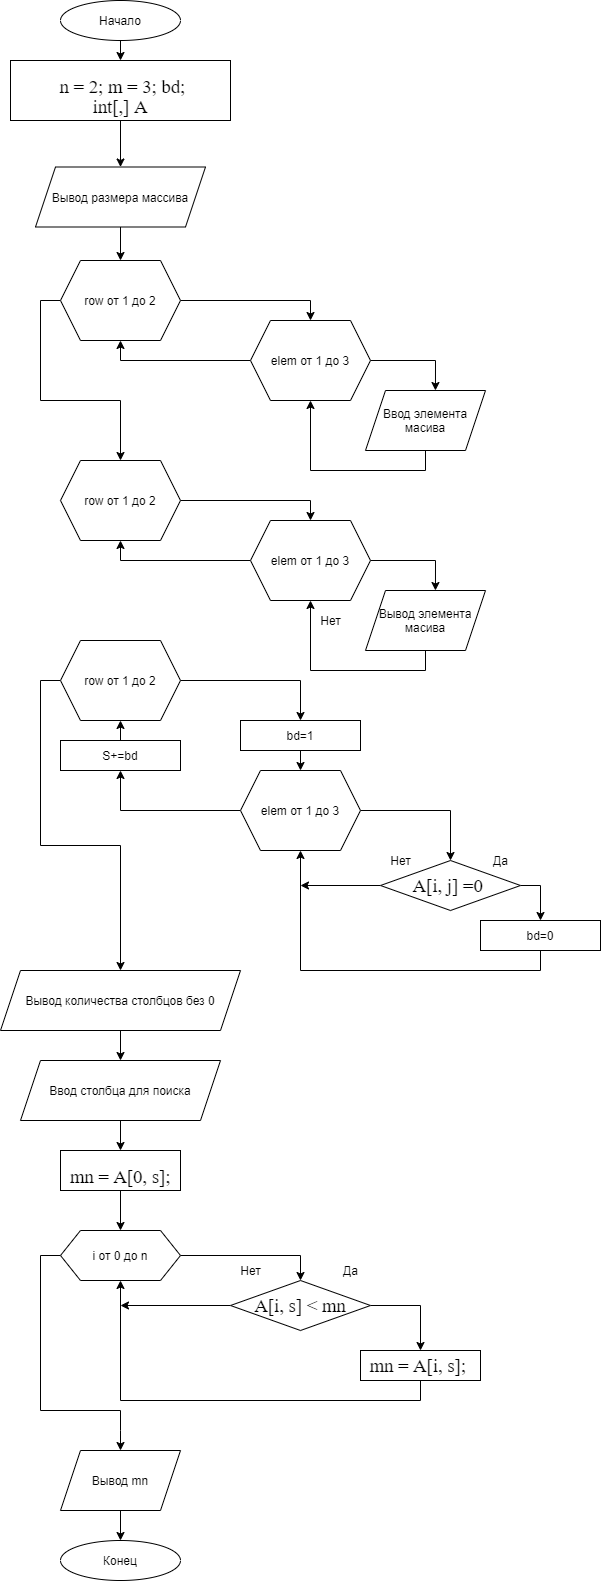 Начало
n = 2; m = 3; bd;
int[,] A
Вывод размера массива
row от 1 до 2
elem от 1 до 3
Ввод элемента
масива
row от 1 до 2
elem от 1 до 3
Вывод элемента
масива
Нет
row от 1 до 2
bd=1
S+=bd
elem от 1 до 3
Нет
Да
A[i, j] =0
bd=0
Вывод количества столбцов без 0
Ввод столбца для поиска
mn = A[0, s];
i от 0 до n
Нет
Да
A[i, s] < mn
mn = A[i, s];
Вывод mn
Конец